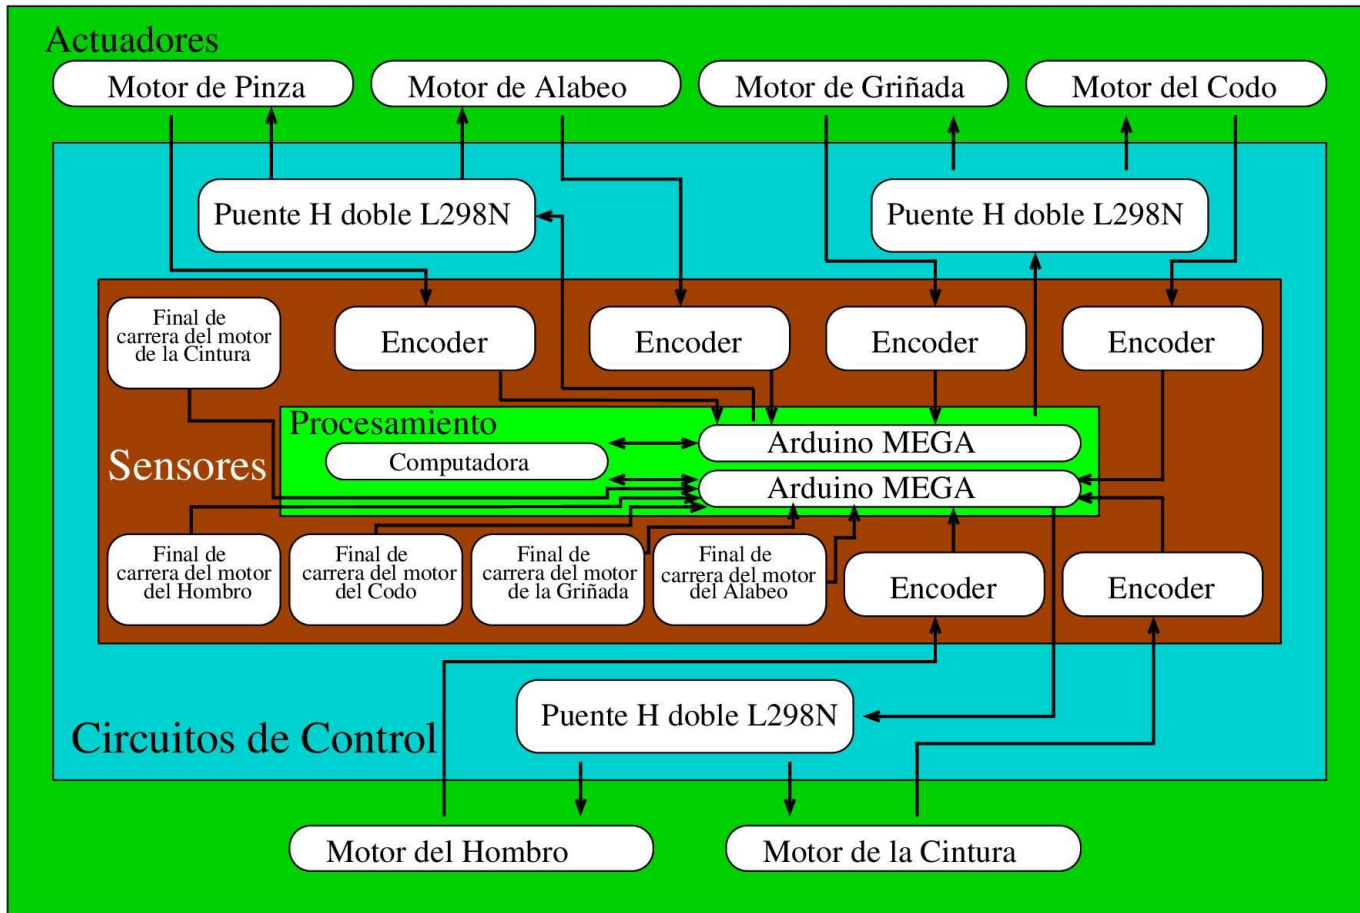 Actuadores
Motor de Pinza
Motor de Alabeo
Motor de Griñada
Motor del Codo
Puente H doble L298N
Puente H doble L298N
Final de
carrera del motor
de la Cintura
Encoder
Encoder
Encoder
Encoder
Procesamiento
Arduino MEGA
Computadora
Sensores
Arduino MEGA
Final de
carrera del motor
del Hombro
Final de
carrera del motor
del Codo
Final de
carrera del motor
de la Griñada
Final de
carrera del motor
del Alabeo
Encoder
Encoder
Puente H doble L298N
Circuitos de Control
Motor del Hombro
Motor de la Cintura